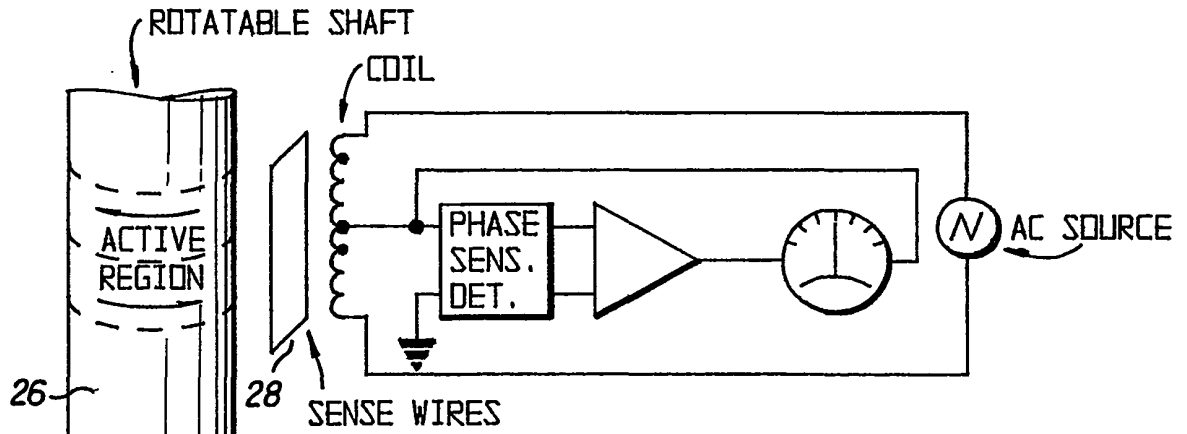 ROTATABLE SHAFT
COIL
ACTIVE
REGION
PHASE
SENS.
DET.
AC SOURCE
26
28
SENSE WIRES